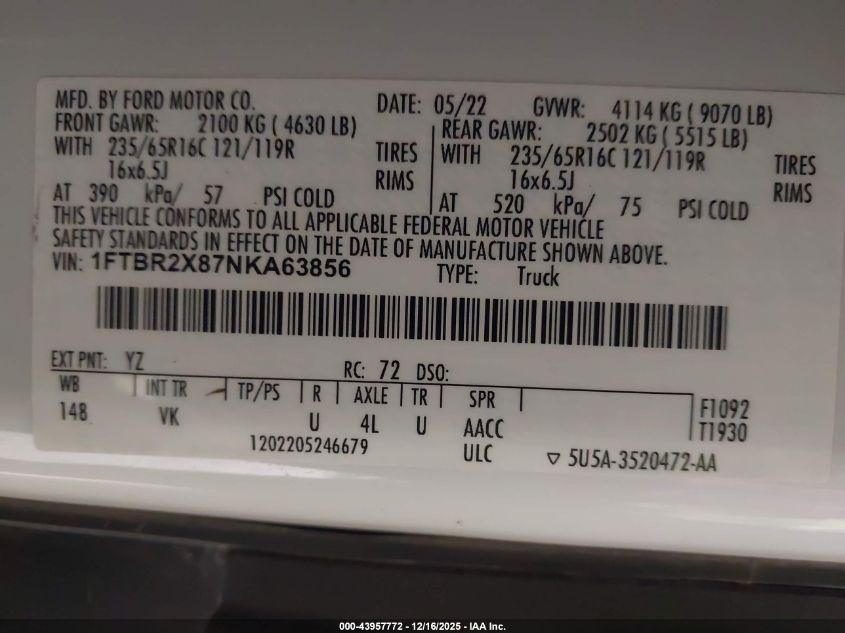 MFD. BY FORD MOTOR CO. DATE: 05/22 GVWR: 4114 KG ( 9070 LB)
FRONT GAWR: 2100 KG ( 4630 LB) REAR GAWR: 2502 KG ( 5515 LB)
WITH 235/65R16C 121/119R TIRES WITH 235/65R16C 121/119R TIRES
16x6.5J RIMS 16x6.5J RIMS
AT 390 kPa/ 57 PSI COLD AT 520 kPa/ 75 PSI COLD
THIS VEHICLE CONFORMS TO ALL APPLICABLE FEDERAL MOTOR VEHICLE
SAFETY STANDARDS IN EFFECT ON THE DATE OF MANUFACTURE SHOWN ABOVE.
VIN: 1FTBR2X87NKA63856 TYPE: Truck
EXT PNT: YZ RC: 72 DSO:
WB INT TR TP/PS R AXLE TR SPR F1092
148 VK U 4L U AACC T1930
1202205246679 ULC ▽ 5U5A-3520472-AA
000-43957772 - 12/16/2025 - IAA Inc.